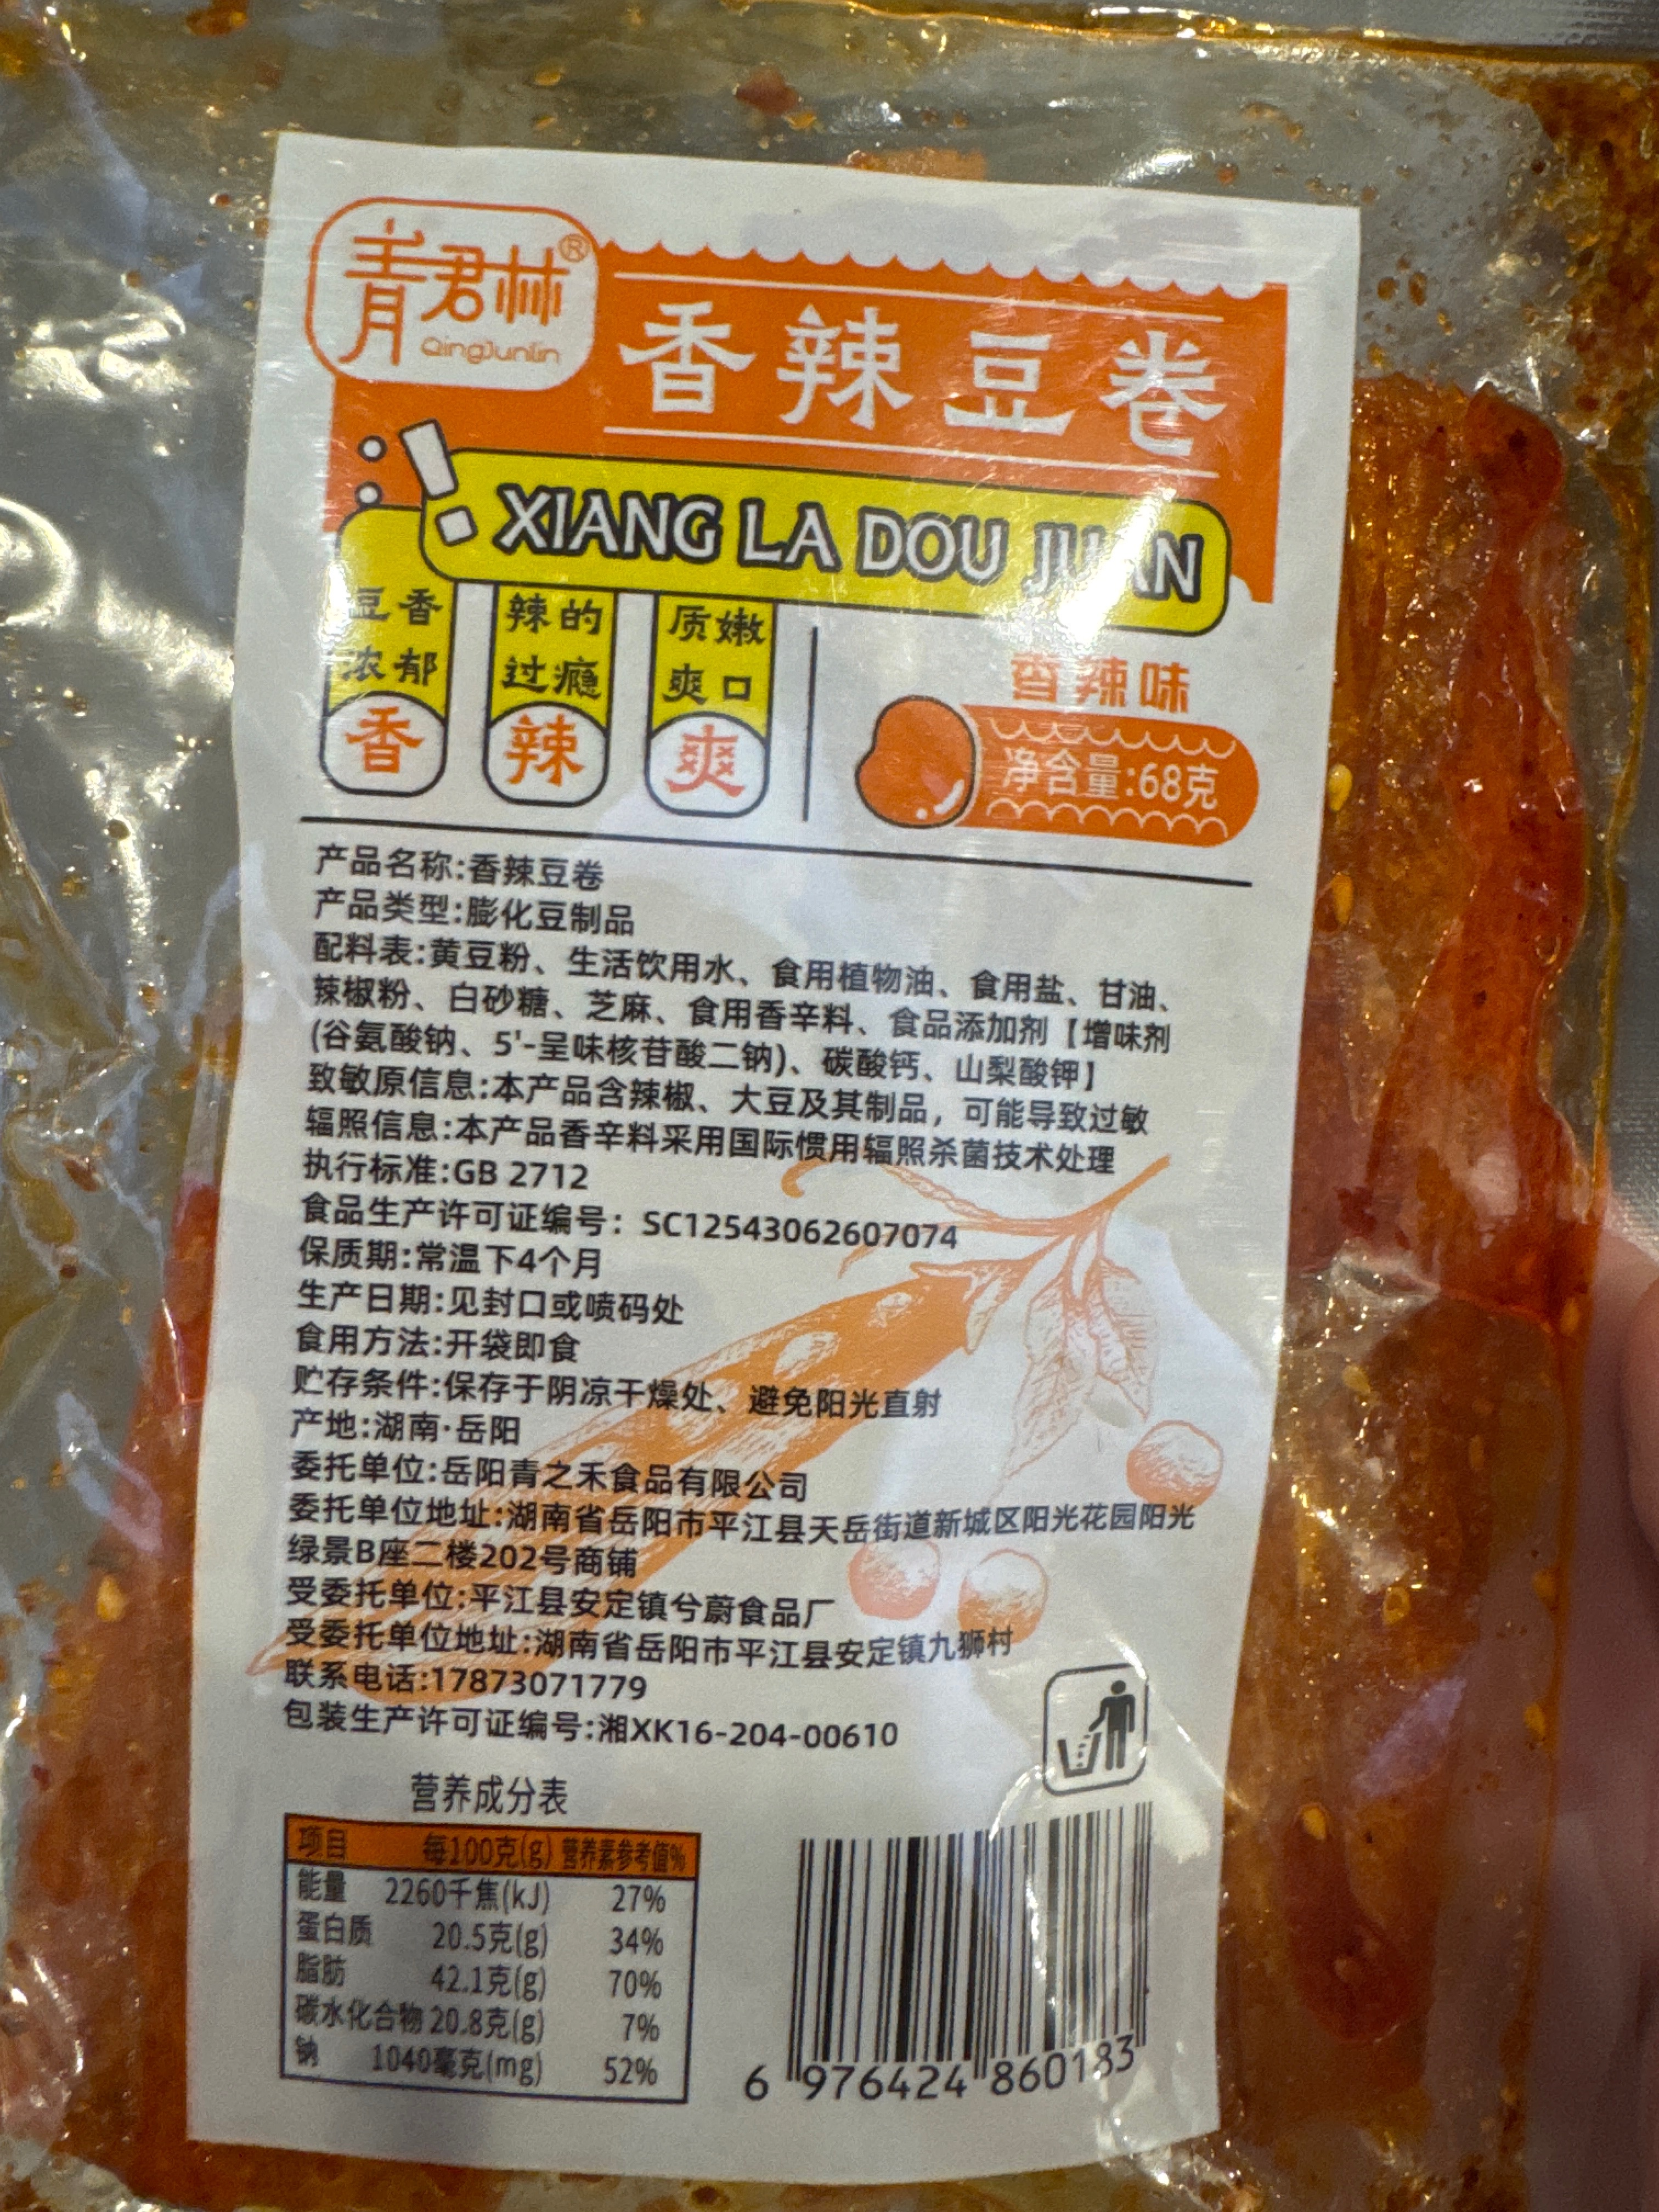 青君林®
QingJunlin
香辣豆卷
XIANG LA DOU JUAN
豆香 浓郁 香
辣的 过瘾 辣
质嫩 爽口 爽
香辣味
净含量:68克
产品名称:香辣豆卷
产品类型:膨化豆制品
配料表:黄豆粉、生活饮用水、食用植物油、食用盐、甘油、
辣椒粉、白砂糖、芝麻、食用香辛料、食品添加剂【增味剂
(谷氨酸钠、5'-呈味核苷酸二钠)、碳酸钙、山梨酸钾】
致敏原信息:本产品含辣椒、大豆及其制品，可能导致过敏
辐照信息:本产品香辛料采用国际惯用辐照杀菌技术处理
执行标准:GB 2712
食品生产许可证编号：SC12543062607074
保质期:常温下4个月
生产日期:见封口或喷码处
食用方法:开袋即食
贮存条件:保存于阴凉干燥处、避免阳光直射
产地:湖南·岳阳
委托单位:岳阳青之禾食品有限公司
委托单位地址:湖南省岳阳市平江县天岳街道新城区阳光花园阳光
绿景B座二楼202号商铺
受委托单位:平江县安定镇兮蔚食品厂
受委托单位地址:湖南省岳阳市平江县安定镇九狮村
联系电话:17873071779
包装生产许可证编号:湘XK16-204-00610
营养成分表
项目 每100克(g) 营养素参考值%
能量 2260千焦(kJ) 27%
蛋白质 20.5克(g) 34%
脂肪 42.1克(g) 70%
碳水化合物 20.8克(g) 7%
钠 1040毫克(mg) 52%
6 976424 860183